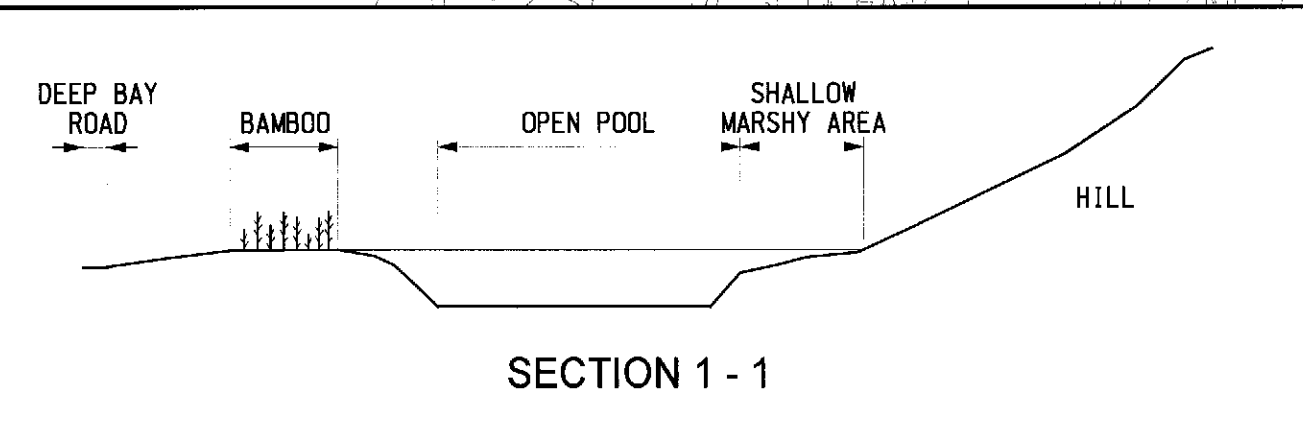 DEEP BAY
ROAD
BAMBOO
OPEN POOL
SHALLOW
MARSHY AREA
HILL
SECTION 1 - 1